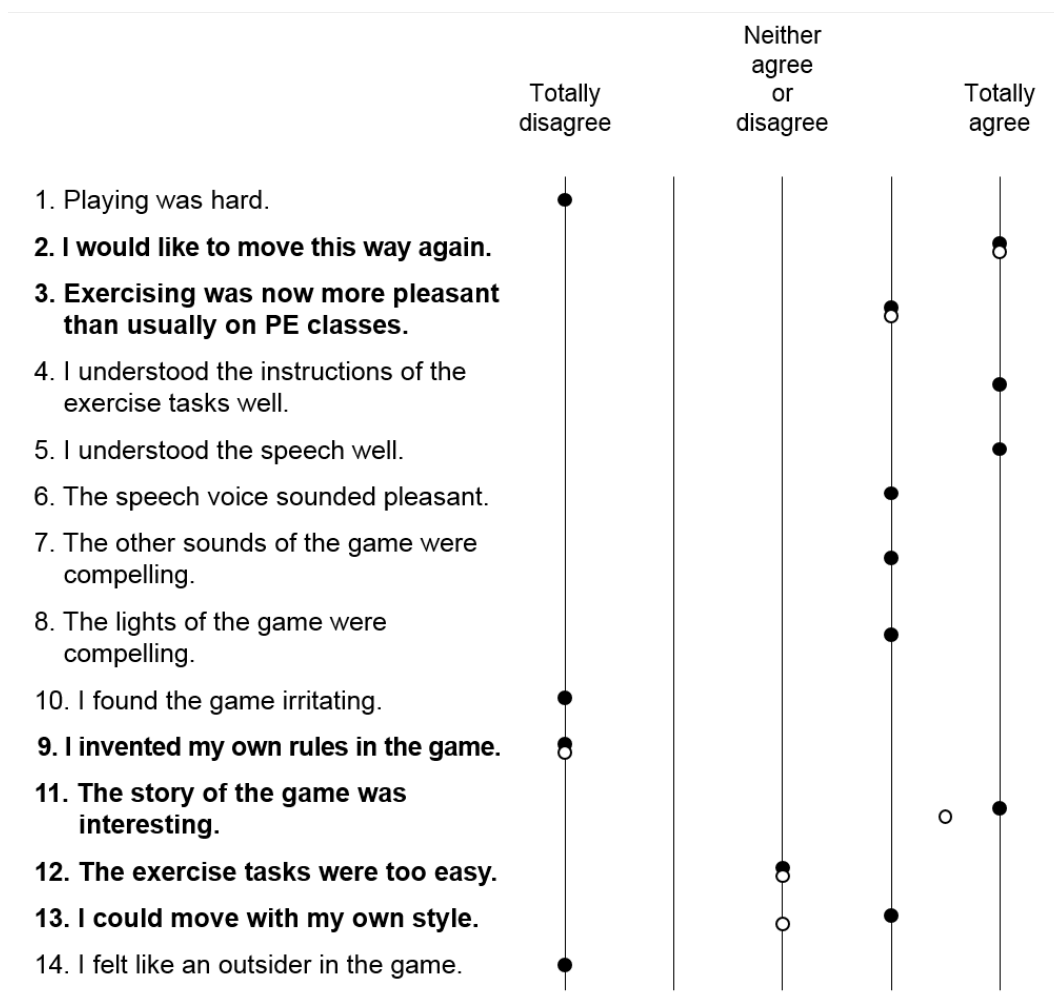 Totally
disagree
Neither
agree
or
disagree
Totally
agree
1. Playing was hard.
2. I would like to move this way again.
3. Exercising was now more pleasant
than usually on PE classes.
4. I understood the instructions of the
exercise tasks well.
5. I understood the speech well.
6. The speech voice sounded pleasant.
7. The other sounds of the game were
compelling.
8. The lights of the game were
compelling.
10. I found the game irritating.
9. I invented my own rules in the game.
11. The story of the game was
interesting.
12. The exercise tasks were too easy.
13. I could move with my own style.
14. I felt like an outsider in the game.